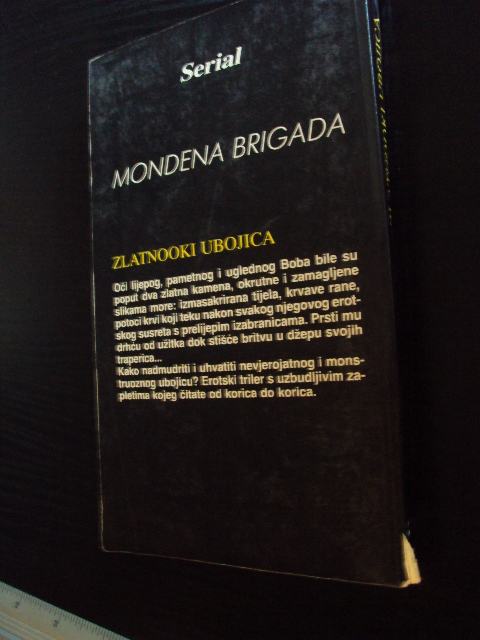 Serial
MONDENA BRIGADA
ZLATNOOKI UBOJICA
Oči lijepog, pametnog i uglednog Boba bile su
poput dva zlatna kamena, okrutne i zamagljene
slikama more: izmasakrirana tijela, krvave rane,
potoci krvi koji teku nakon svakog njegovog erot-
skog susreta s prelijepim izabranicama. Prsti mu
drhću od užitka dok stišće britvu u džepu svojih
traperica...
Kako nadmudriti i uhvatiti nevjerojatnog i mons-
truoznog ubojicu? Erotski triler s uzbudljivim za-
pletima kojeg čitate od korica do korica.